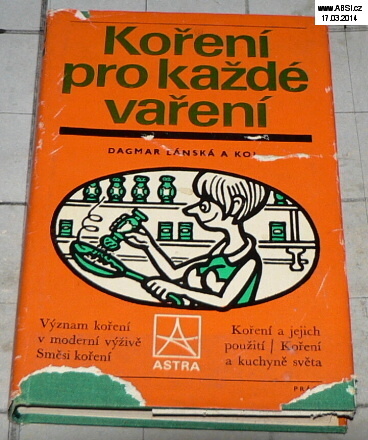 www.ABSI.cz
17.03.2014
Koření
pro každé
vaření
DAGMAR LÁNSKÁ A
Význam koření
v moderní výživě
Směsi koření
ASTRA
Koření a jejich
použití / Koření
a kuchyně světa